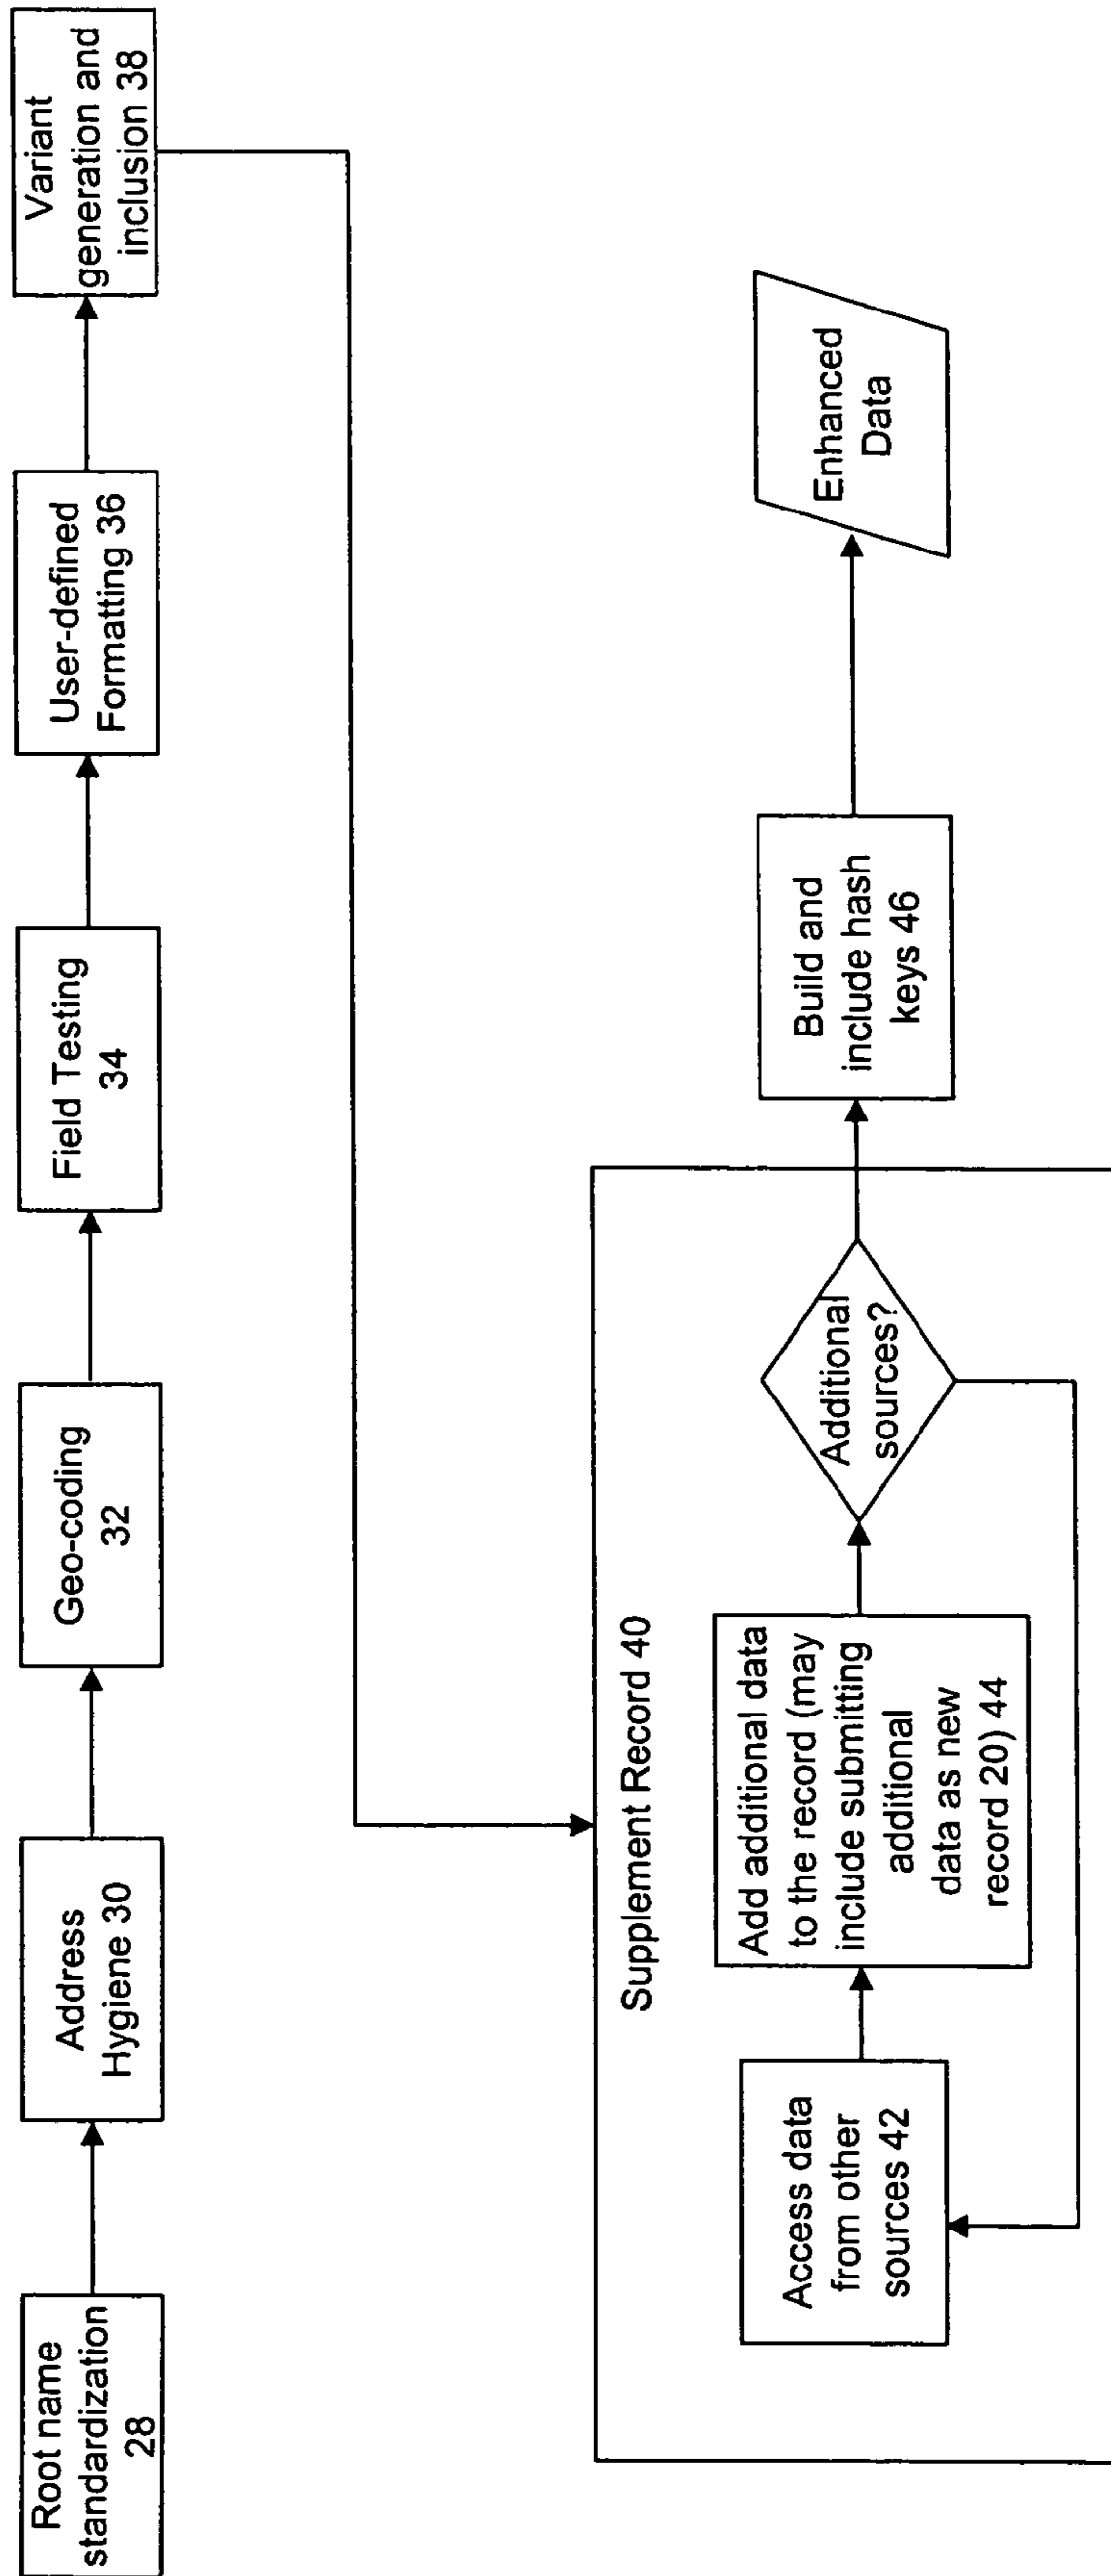 Root name
standardization
28
Address
Hygiene 30
Geo-coding
32
Field Testing
34
User-defined
Formatting 36
Variant
generation and
inclusion 38
Supplement Record 40
Access data
from other
sources 42
Add additional data
to the record (may
include submitting
additional
data as new
record 20) 44
Additional
sources?
Build and
include hash
keys 46
Enhanced
Data